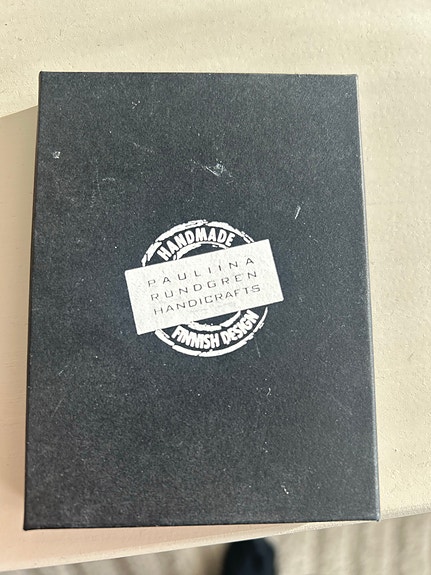 HANDMADE
PAULIINA
RUNDGREN
HANDICRAFTS
FINNISH DESIGN